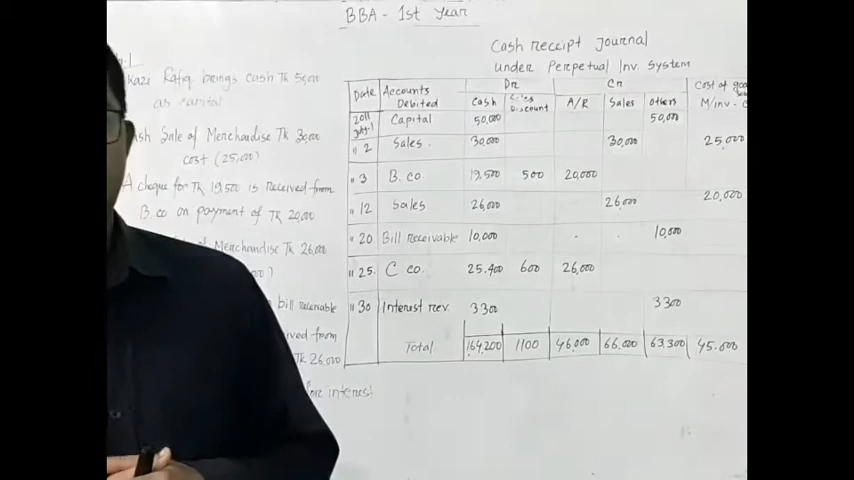 BBA - 1st Year
Cash receipt Journal
under Perpetual Inv. System
kazi Rafiq brings cash TK 50,000
as capital
Sale of Merchandise TK 30,000
cost (25,000)
A cheque for TK 19,500 is Received from
B. co on payment of TK 20,000
Merchandise TK 26,000
bill receivable
from
TK 26,000
interest
Date Accounts Debited Dr Cr Cost of
Cash Discount A/R Sales Others M/inv-
2011 July-1 Capital 50,000 50,000
" 2 Sales. 30,000 30,000 25,000
" 3 B. co 19,500 500 20,000
" 12 Sales 26,000 26,000 20,000
" 20 Bill Receivable 10,000 10,000
" 25. C co. 25,400 600 26,000
" 30 Interest rev. 3300 3300
Total 164,200 1100 46,000 66,000 63,300 45,000